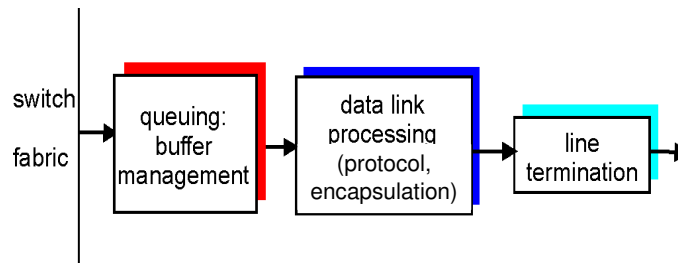 switch
fabric
queuing:
buffer
management
data link
processing
(protocol,
encapsulation)
line
termination